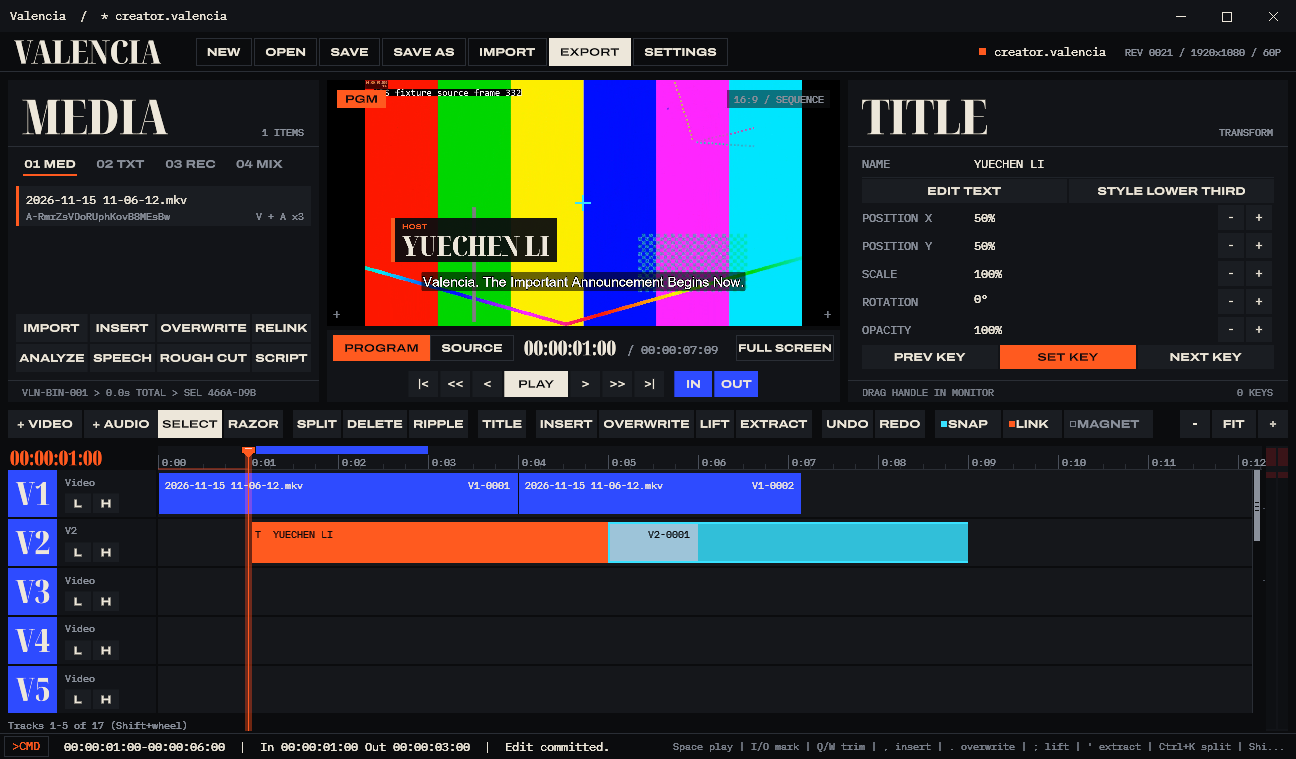 Valencia / * creator.valencia
VALENCIA
NEW OPEN SAVE SAVE AS IMPORT EXPORT SETTINGS
creator.valencia REV 0021 / 1920x1080 / 60P
MEDIA
1 ITEMS
01 MED 02 TXT 03 REC 04 MIX
2026-11-15 11-06-12.mkv
V + A x3
IMPORT INSERT OVERWRITE RELINK
ANALYZE SPEECH ROUGH CUT SCRIPT
VLN-BIN-001 > 0.0s TOTAL > SEL 466A-D9B
PGM
S fixture source frame 332
16:9 / SEQUENCE
HOST
YUECHEN LI
Valencia. The Important Announcement Begins Now.
PROGRAM SOURCE 00:00:01:00 / 00:00:07:09 FULL SCREEN
|< << < PLAY > >> >| IN OUT
TITLE
TRANSFORM
NAME YUECHEN LI
EDIT TEXT STYLE LOWER THIRD
POSITION X 50% - +
POSITION Y 50% - +
SCALE 100% - +
ROTATION 0° - +
OPACITY 100% - +
PREV KEY SET KEY NEXT KEY
DRAG HANDLE IN MONITOR 0 KEYS
+ VIDEO + AUDIO SELECT RAZOR SPLIT DELETE RIPPLE TITLE INSERT OVERWRITE LIFT EXTRACT UNDO REDO SNAP LINK MAGNET - FIT +
00:00:01:00
0:00 0:01 0:02 0:03 0:04 0:05 0:06 0:07 0:08 0:09 0:10 0:11 0:12
V1 Video L H
2026-11-15 11-06-12.mkv V1-0001 2026-11-15 11-06-12.mkv V1-0002
V2 V2 L H
T YUECHEN LI V2-0001
V3 Video L H
V4 Video L H
V5 Video L H
Tracks 1-5 of 17 (Shift+wheel)
>CMD 00:00:01:00-00:00:06:00 | In 00:00:01:00 Out 00:00:03:00 | Edit committed.
Space play | I/O mark | Q/W trim | , insert | . overwrite | ; lift | ' extract | Ctrl+K split | Shi...